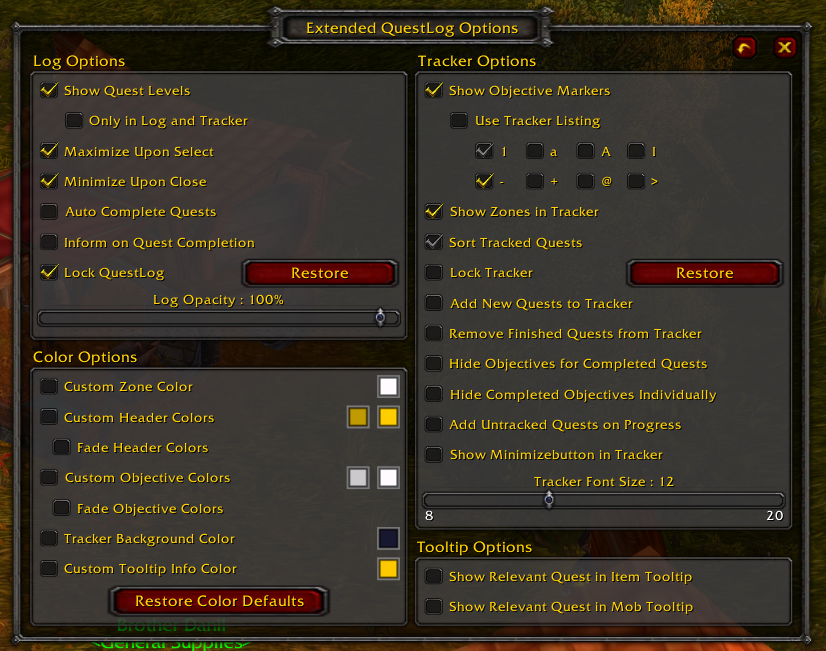 Extended QuestLog Options
Log Options
Show Quest Levels
Only in Log and Tracker
Maximize Upon Select
Minimize Upon Close
Auto Complete Quests
Inform on Quest Completion
Lock QuestLog
Restore
Log Opacity : 100%
Color Options
Custom Zone Color
Custom Header Colors
Fade Header Colors
Custom Objective Colors
Fade Objective Colors
Tracker Background Color
Custom Tooltip Info Color
Restore Color Defaults
Tracker Options
Show Objective Markers
Use Tracker Listing
1 a A I
- + @ >
Show Zones in Tracker
Sort Tracked Quests
Lock Tracker
Restore
Add New Quests to Tracker
Remove Finished Quests from Tracker
Hide Objectives for Completed Quests
Hide Completed Objectives Individually
Add Untracked Quests on Progress
Show Minimizebutton in Tracker
Tracker Font Size : 12
8 20
Tooltip Options
Show Relevant Quest in Item Tooltip
Show Relevant Quest in Mob Tooltip
Brother Danil
<General Supplies>